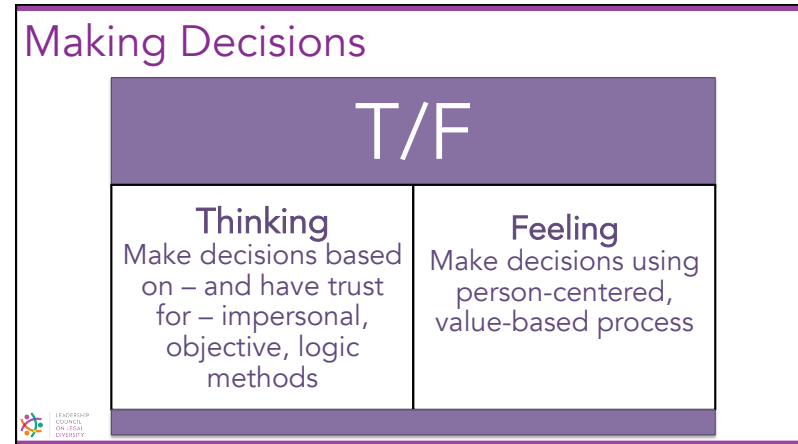 Making Decisions
T/F
Thinking
Make decisions based
on – and have trust
for – impersonal,
objective, logic
methods
Feeling
Make decisions using
person-centered,
value-based process
LEADERSHIP
COUNCIL
ON LEGAL
DIVERSITY